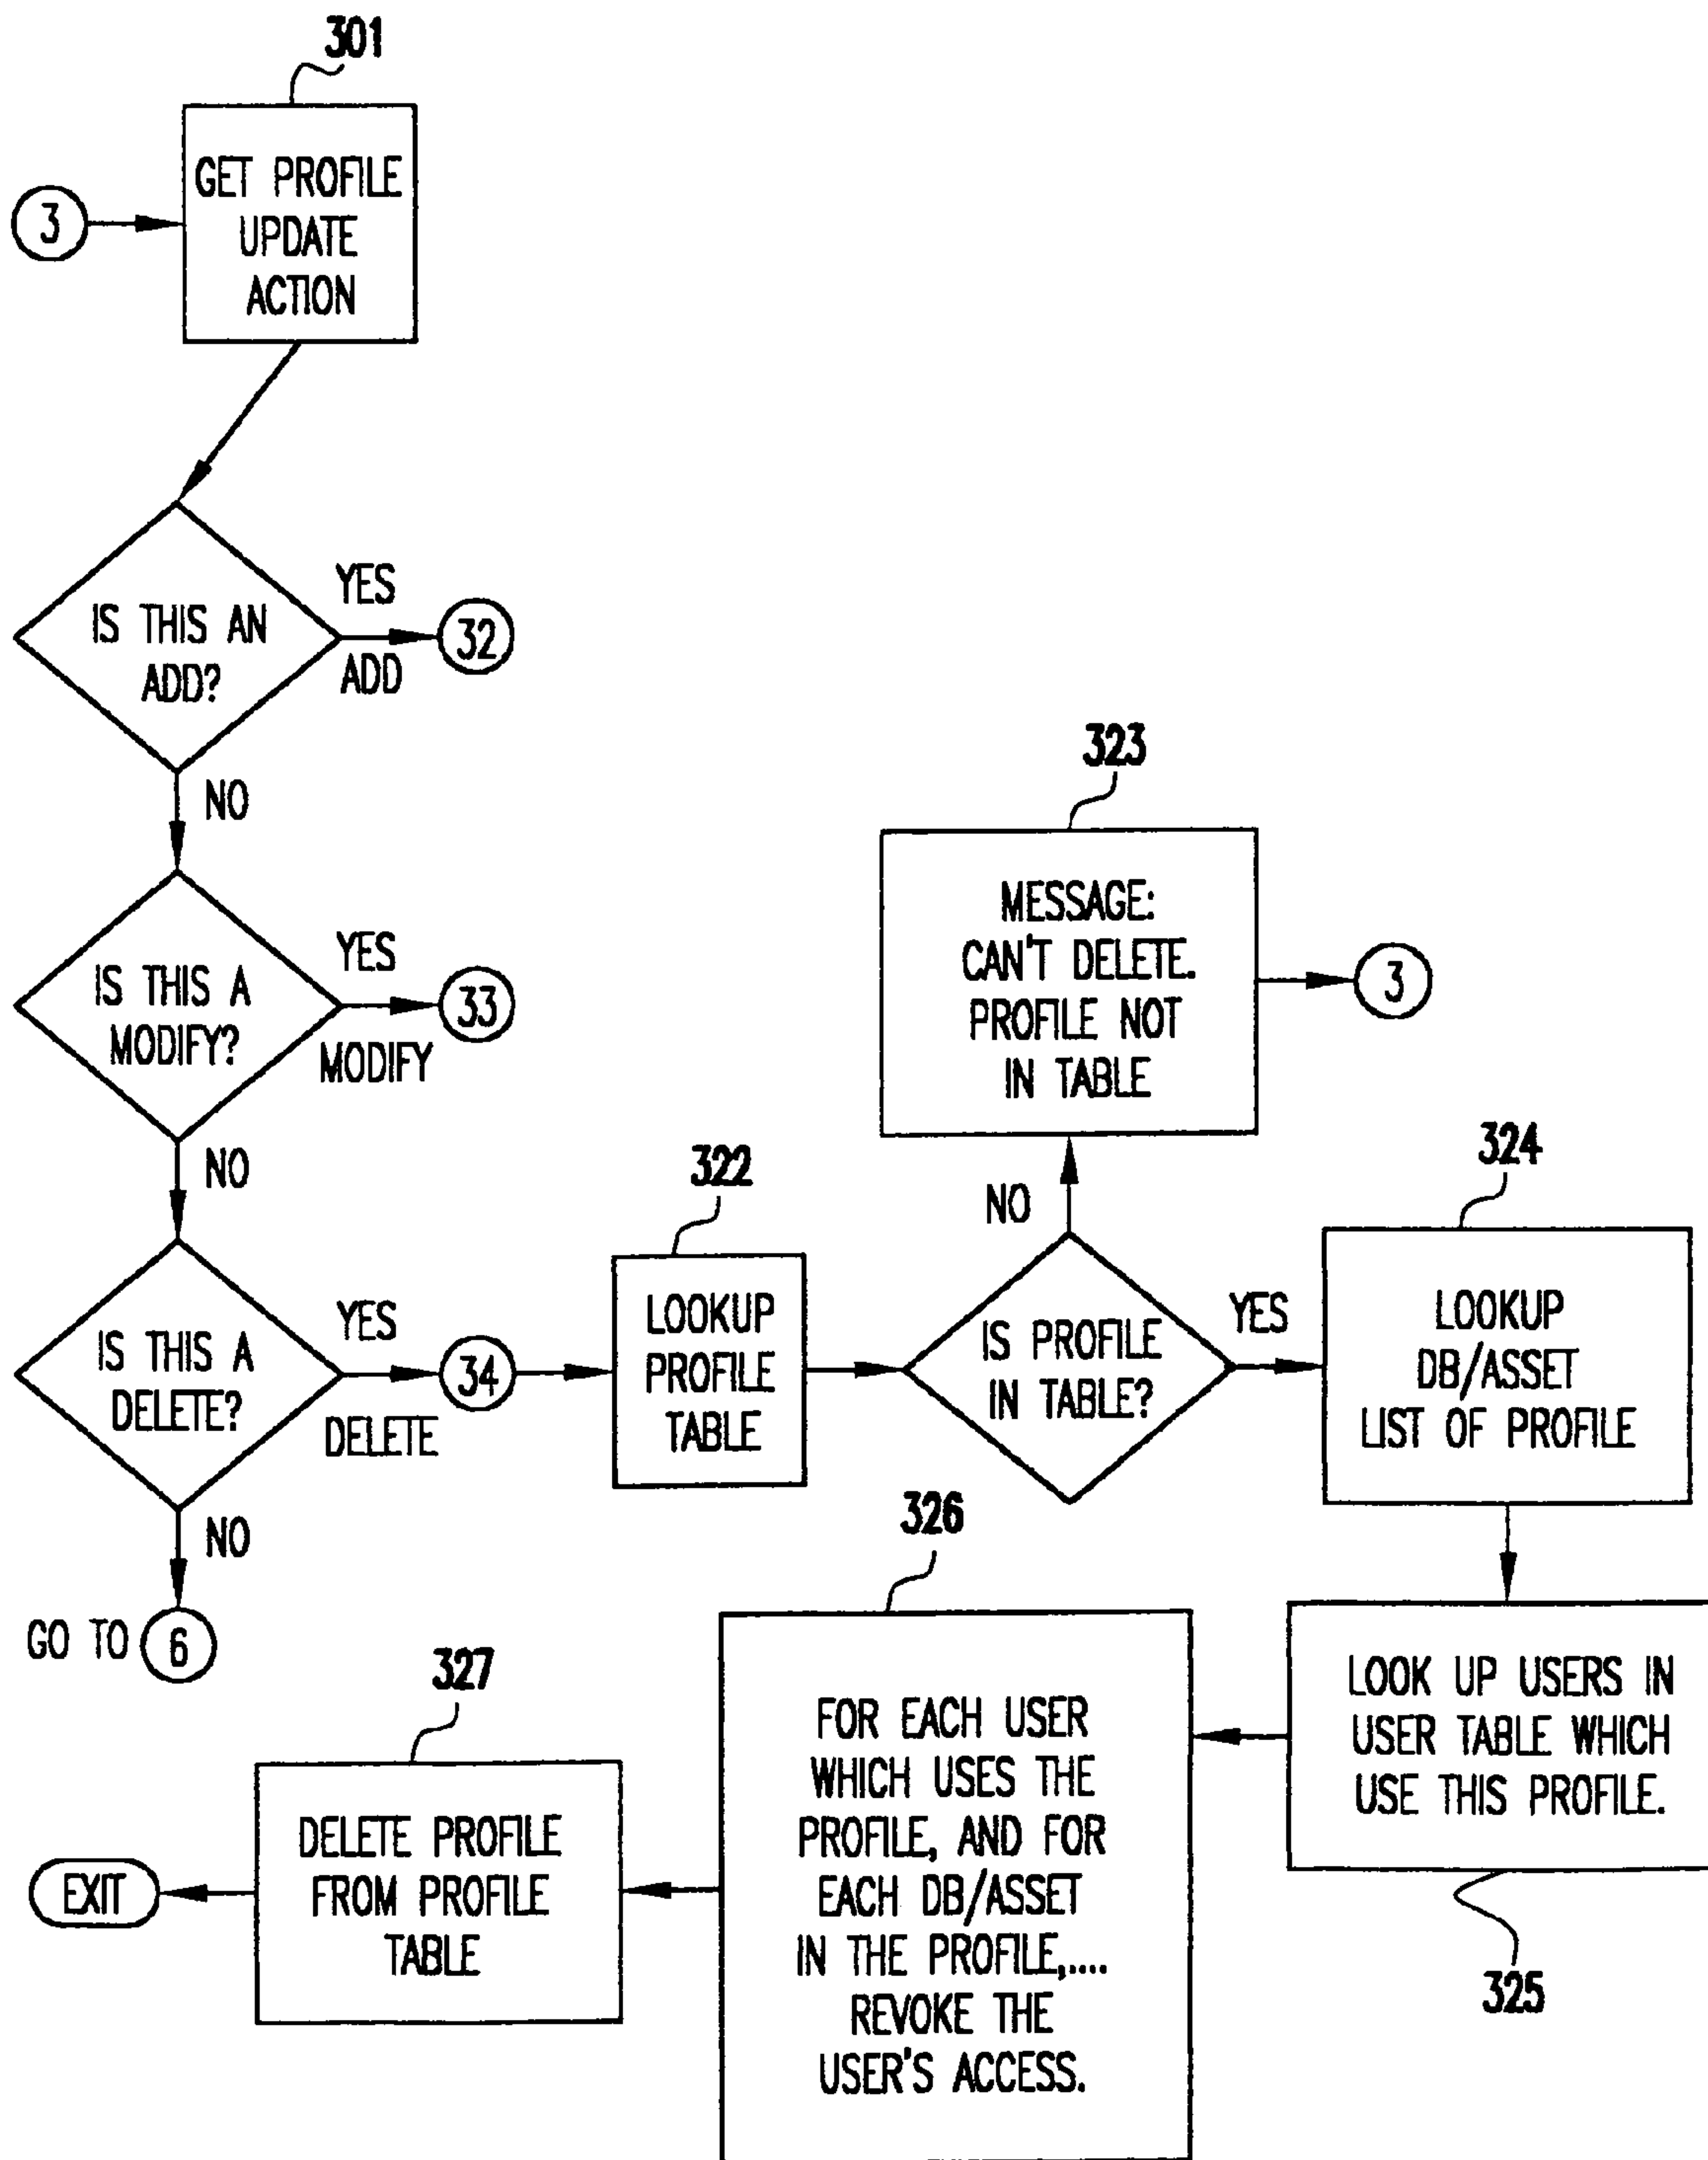 301
GET PROFILE
UPDATE
ACTION
3
IS THIS AN
ADD?
YES
ADD
32
NO
IS THIS A
MODIFY?
YES
MODIFY
33
NO
IS THIS A
DELETE?
YES
DELETE
34
NO
GO TO 6
322
LOOKUP
PROFILE
TABLE
IS PROFILE
IN TABLE?
NO
323
MESSAGE:
CAN'T DELETE.
PROFILE NOT
IN TABLE
3
YES
324
LOOKUP
DB/ASSET
LIST OF PROFILE
LOOK UP USERS IN
USER TABLE WHICH
USE THIS PROFILE.
325
326
FOR EACH USER
WHICH USES THE
PROFILE, AND FOR
EACH DB/ASSET
IN THE PROFILE,....
REVOKE THE
USER'S ACCESS.
327
DELETE PROFILE
FROM PROFILE
TABLE
EXIT